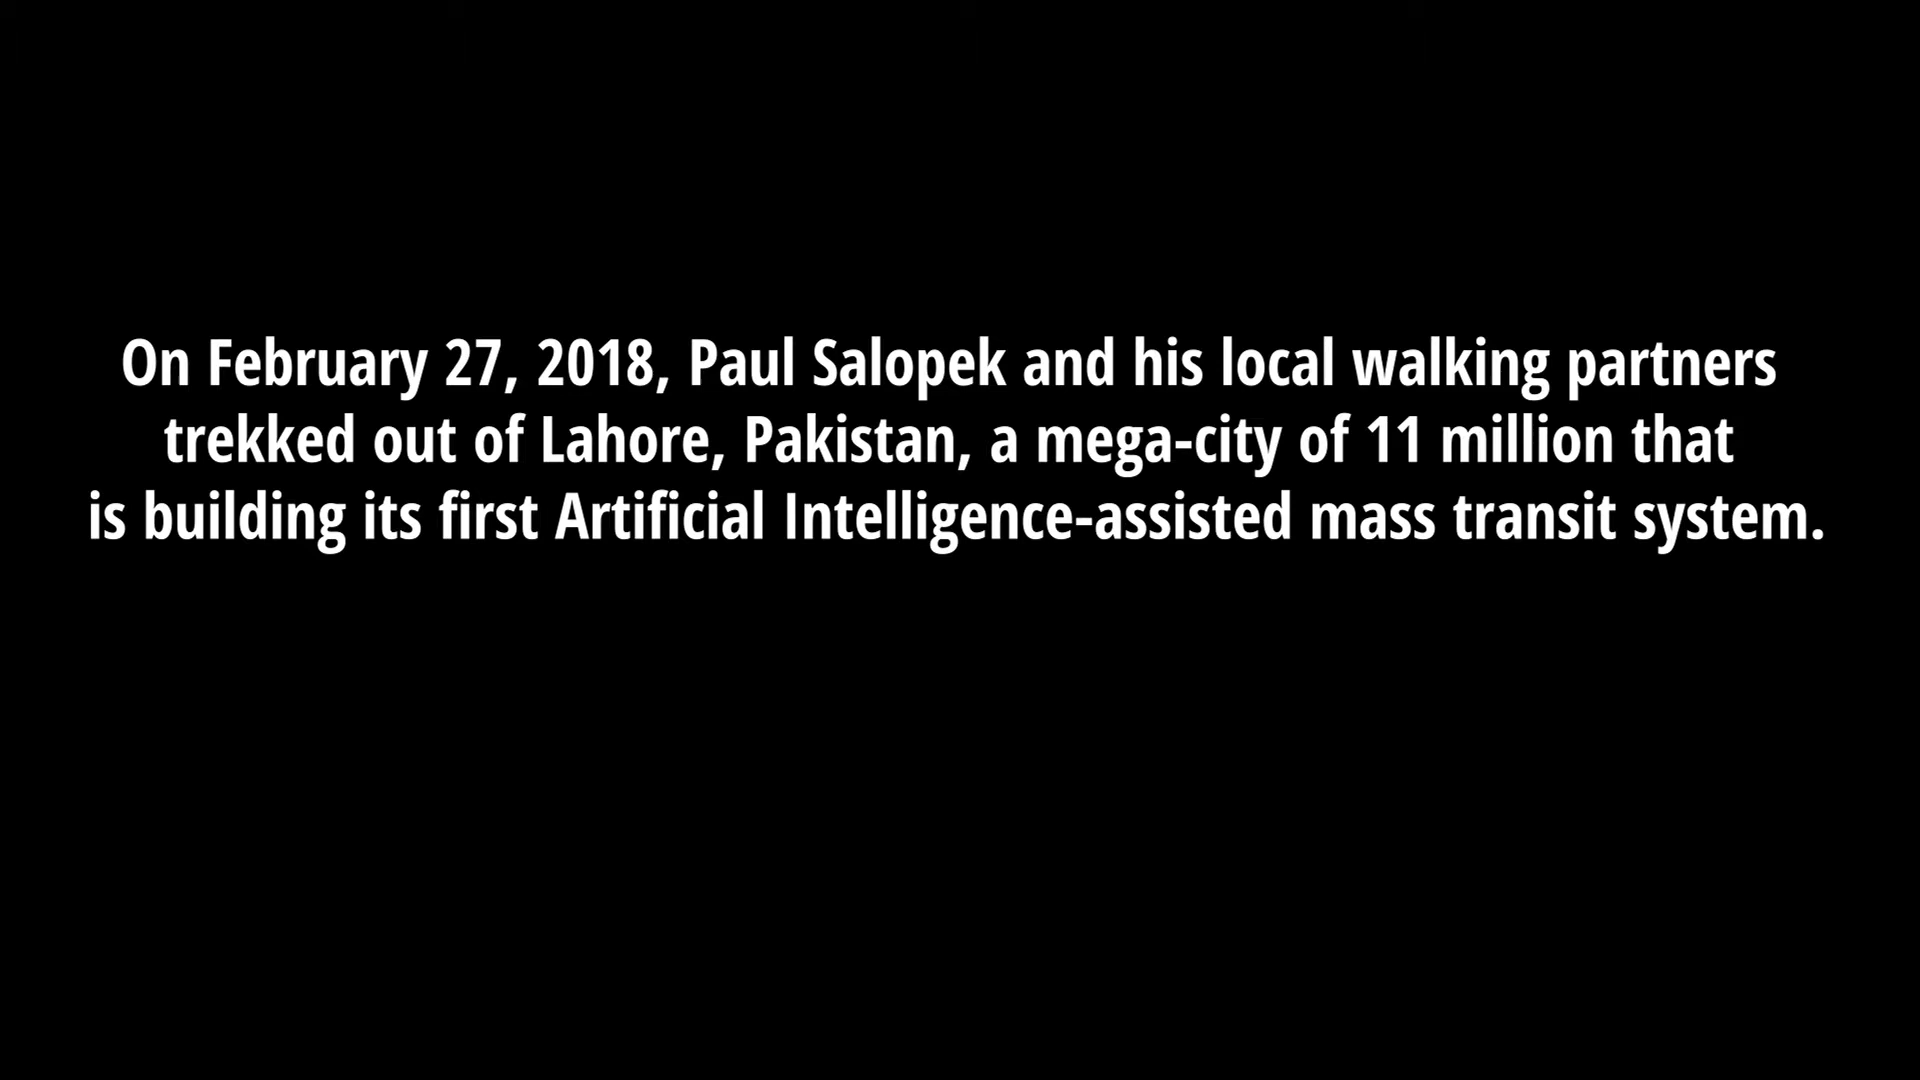 On February 27, 2018, Paul Salopek and his local walking partners
trekked out of Lahore, Pakistan, a mega-city of 11 million that
is building its first Artificial Intelligence-assisted mass transit system.